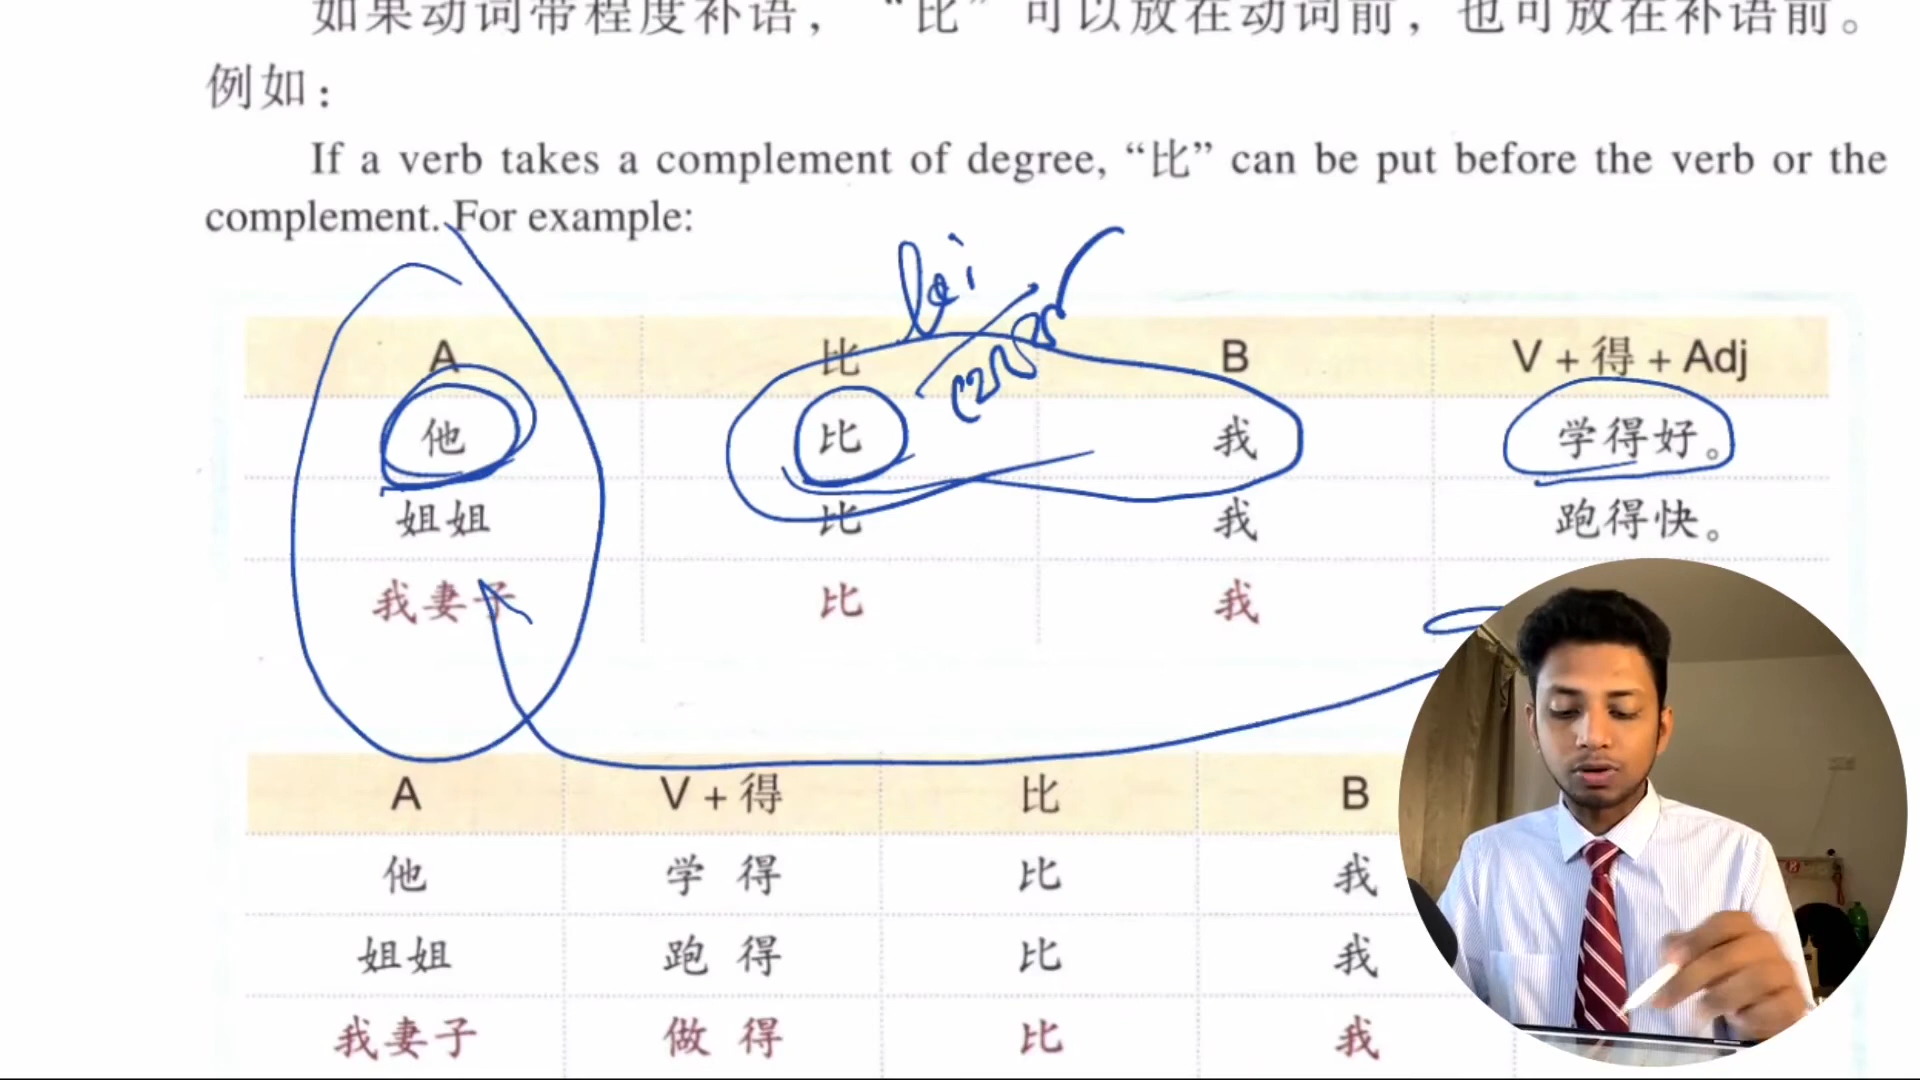 如果动词带程度补语，“比”可以放在动词前，也可放在补语前。
例如：
If a verb takes a complement of degree, “比” can be put before the verb or the
complement. For example:
A 比 B V + 得 + Adj
他 比 我 学得好。
姐姐 比 我 跑得快。
我妻子 比 我
A V + 得 比 B
他 学 得 比 我
姐姐 跑 得 比 我
我妻子 做 得 比 我